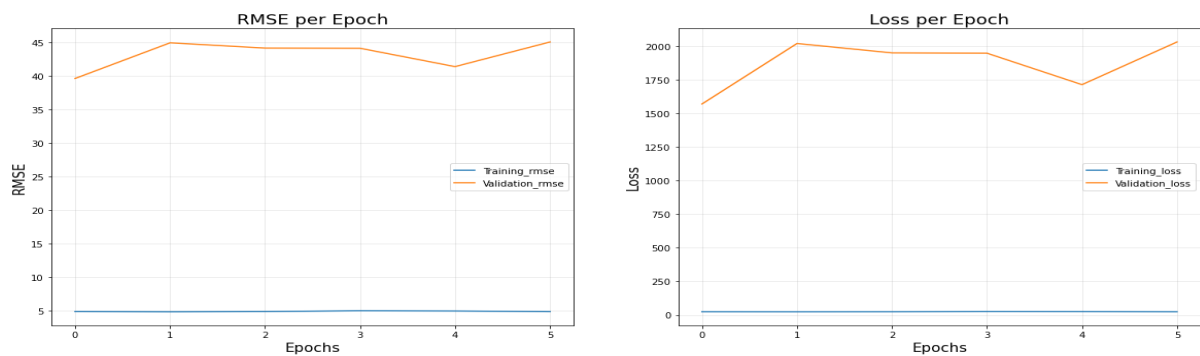 RMSE per Epoch
45
40
35
30
25
20
15
10
5
RMSE
Training_rmse
Validation_rmse
0 1 2 3 4 5
Epochs
Loss per Epoch
2000
1750
1500
1250
1000
750
500
250
0
Loss
Training_loss
Validation_loss
0 1 2 3 4 5
Epochs